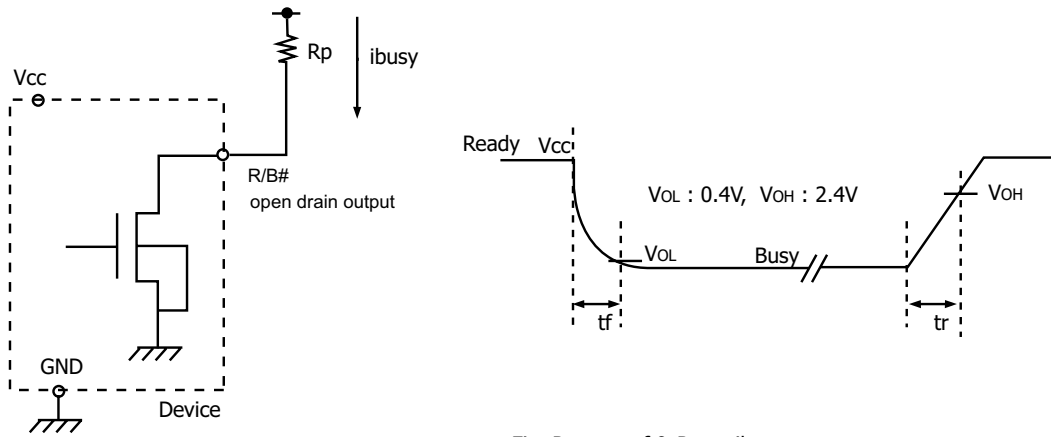 Rp
ibusy
Vcc
R/B#
open drain output
GND
Device
Ready Vcc
VOL : 0.4V, VOH : 2.4V
VOH
VOL
Busy
tf
tr